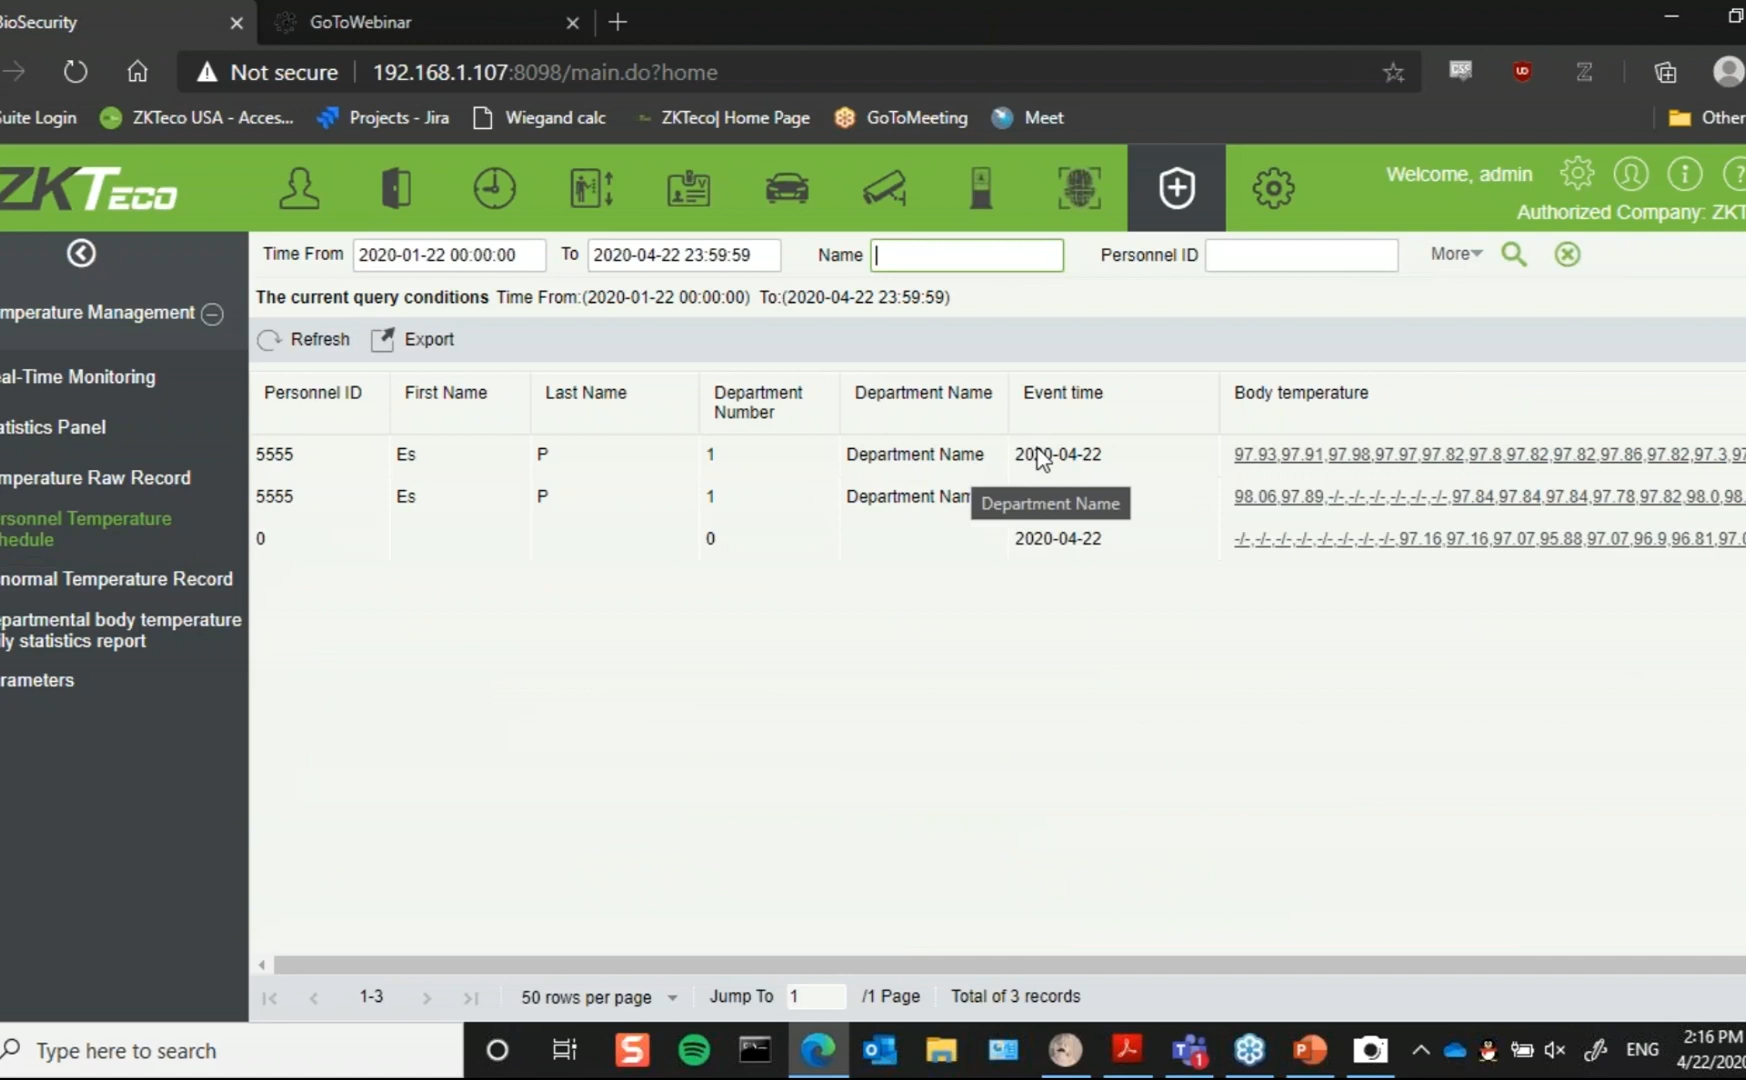 BioSecurity
GoToWebinar
Not secure
192.168.1.107:8098/main.do?home
uite Login
ZKTeco USA - Acces...
Projects - Jira
Wiegand calc
ZKTeco| Home Page
GoToMeeting
Meet
Other
ZKTeco
Welcome, admin
Authorized Company: ZKT
Time From 2020-01-22 00:00:00 To 2020-04-22 23:59:59 Name Personnel ID More
The current query conditions Time From:(2020-01-22 00:00:00) To:(2020-04-22 23:59:59)
Refresh Export
mperature Management
al-Time Monitoring
atistics Panel
mperature Raw Record
ersonnel Temperature
hedule
normal Temperature Record
epartmental body temperature
ily statistics report
rameters
Personnel ID First Name Last Name Department Number Department Name Event time Body temperature
5555 Es P 1 Department Name 2020-04-22 97.93,97.91,97.98,97.97,97.82,97.8,97.82,97.82,97.86,97.82,97.3,97
5555 Es P 1 Department Nam 98.06,97.89,-/-,-/-,-/-,-/-,-/-,-/-,97.84,97.84,97.84,97.78,97.82,98.0,98.
Department Name
0 0 2020-04-22 -/-,-/-,-/-,-/-,-/-,-/-,-/-,-/-,97.16,97.16,97.07,95.88,97.07,96.9,96.81,97.0
1-3 50 rows per page Jump To 1 /1 Page Total of 3 records
Type here to search
ENG
2:16 PM
4/22/2020